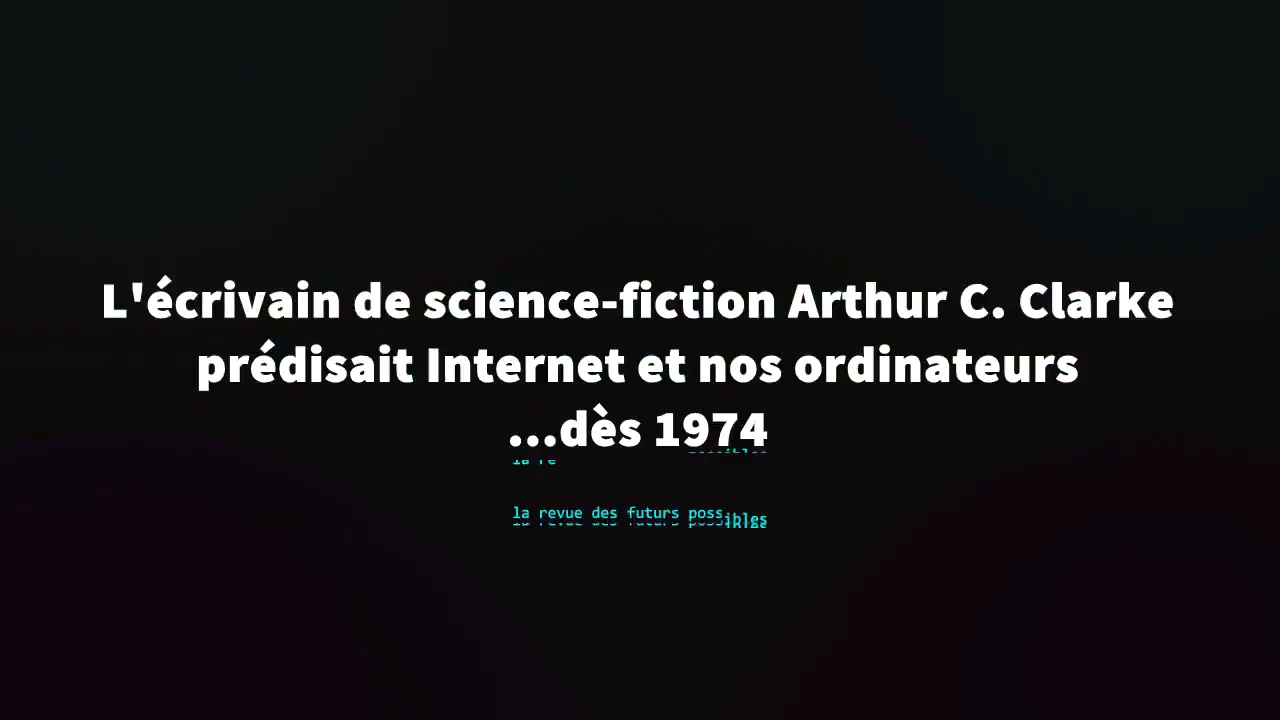 L'écrivain de science-fiction Arthur C. Clarke
prédisait Internet et nos ordinateurs
...dès 1974
la revue des futurs possibles